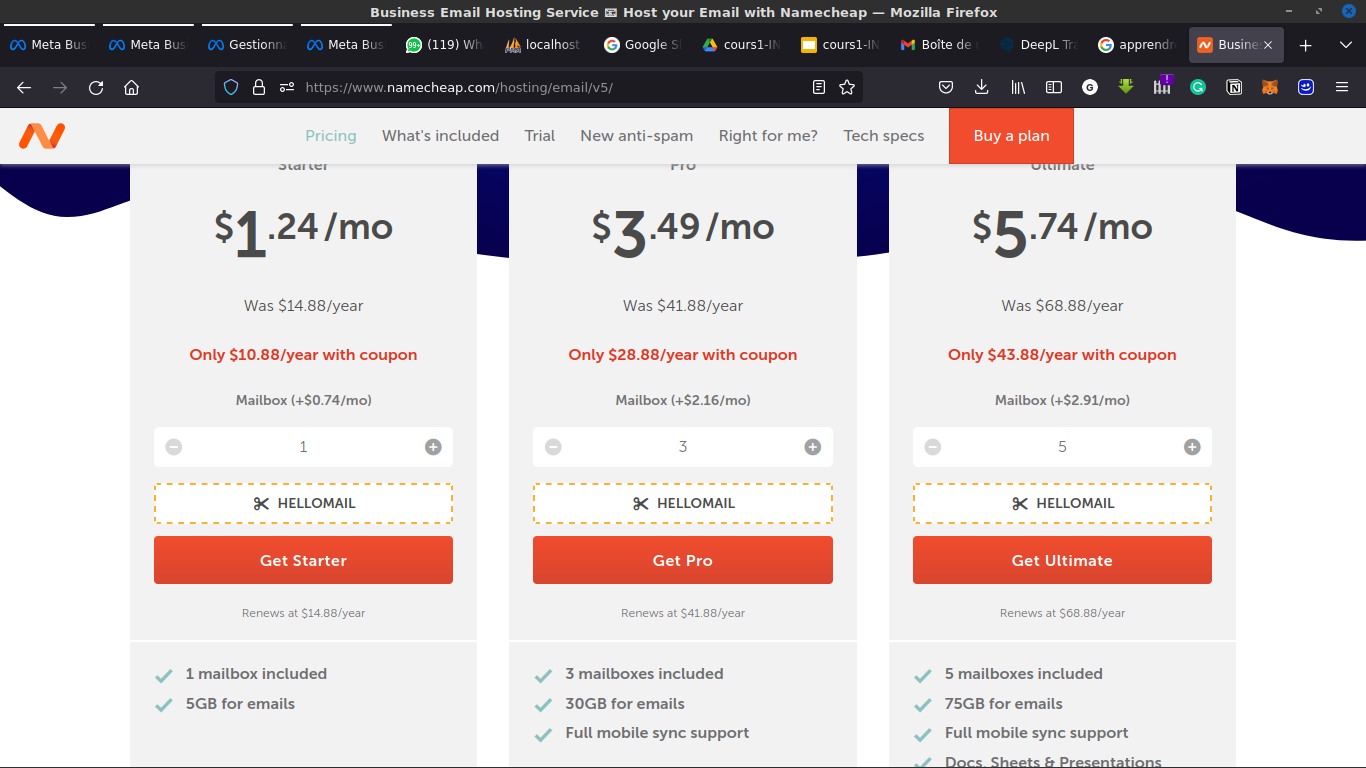 Business Email Hosting Service 📧 Host your Email with Namecheap — Mozilla Firefox
Meta Bus
Meta Bus
Gestionna
Meta Bus
(119) Wh
localhost
Google S
cours1-IN
cours1-IN
Boîte de
DeepL Tra
apprendr
Busine
https://www.namecheap.com/hosting/email/v5/
Pricing
What's included
Trial
New anti-spam
Right for me?
Tech specs
Buy a plan
Starter
Pro
Ultimate
$1.24/mo
$3.49/mo
$5.74/mo
Was $14.88/year
Was $41.88/year
Was $68.88/year
Only $10.88/year with coupon
Only $28.88/year with coupon
Only $43.88/year with coupon
Mailbox (+$0.74/mo)
Mailbox (+$2.16/mo)
Mailbox (+$2.91/mo)
1
3
5
HELLOMAIL
HELLOMAIL
HELLOMAIL
Get Starter
Get Pro
Get Ultimate
Renews at $14.88/year
Renews at $41.88/year
Renews at $68.88/year
1 mailbox included
3 mailboxes included
5 mailboxes included
5GB for emails
30GB for emails
75GB for emails
Full mobile sync support
Full mobile sync support
Docs, Sheets & Presentations